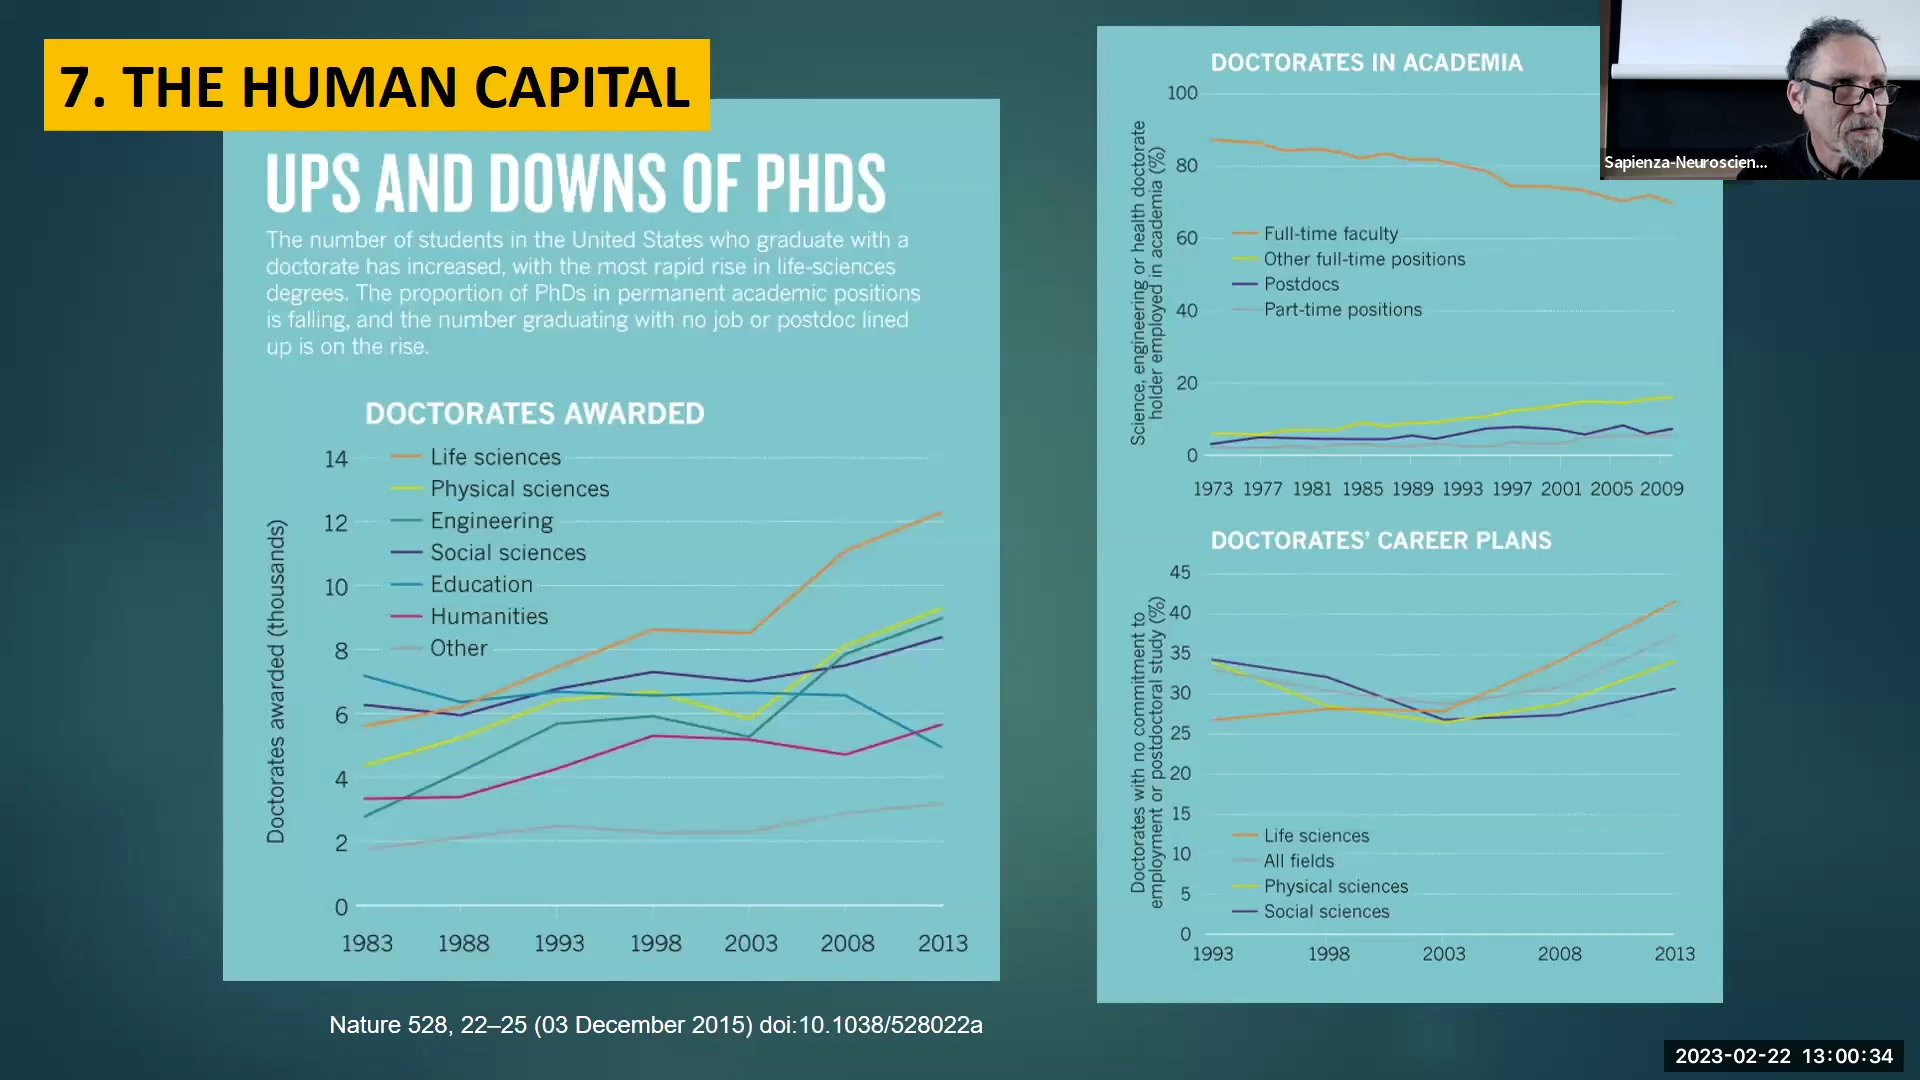 7. THE HUMAN CAPITAL
UPS AND DOWNS OF PHDS
The number of students in the United States who graduate with a
doctorate has increased, with the most rapid rise in life-sciences
degrees. The proportion of PhDs in permanent academic positions
is falling, and the number graduating with no job or postdoc lined
up is on the rise.
DOCTORATES AWARDED
Doctorates awarded (thousands)
14
12
10
8
6
4
2
0
Life sciences
Physical sciences
Engineering
Social sciences
Education
Humanities
Other
1983 1988 1993 1998 2003 2008 2013
Nature 528, 22–25 (03 December 2015) doi:10.1038/528022a
DOCTORATES IN ACADEMIA
Science, engineering or health doctorate
holder employed in academia (%)
100
80
60
40
20
0
Full-time faculty
Other full-time positions
Postdocs
Part-time positions
1973 1977 1981 1985 1989 1993 1997 2001 2005 2009
DOCTORATES’ CAREER PLANS
Doctorates with no commitment to
employment or postdoctoral study (%)
45
40
35
30
25
20
15
10
5
0
Life sciences
All fields
Physical sciences
Social sciences
1993 1998 2003 2008 2013
Sapienza-Neuroscien...
2023-02-22 13:00:34